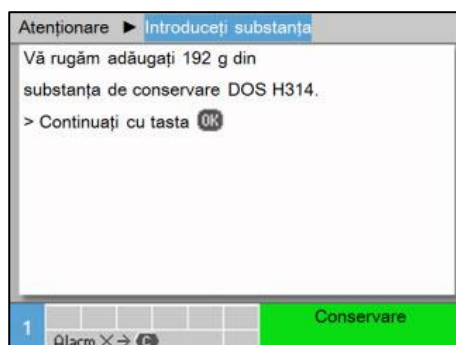 Atenționare ► Introduceți substanța
Vă rugăm adăugați 192 g din
substanța de conservare DOS H314.
> Continuați cu tasta OK
1
Conservare
Alarm X → C